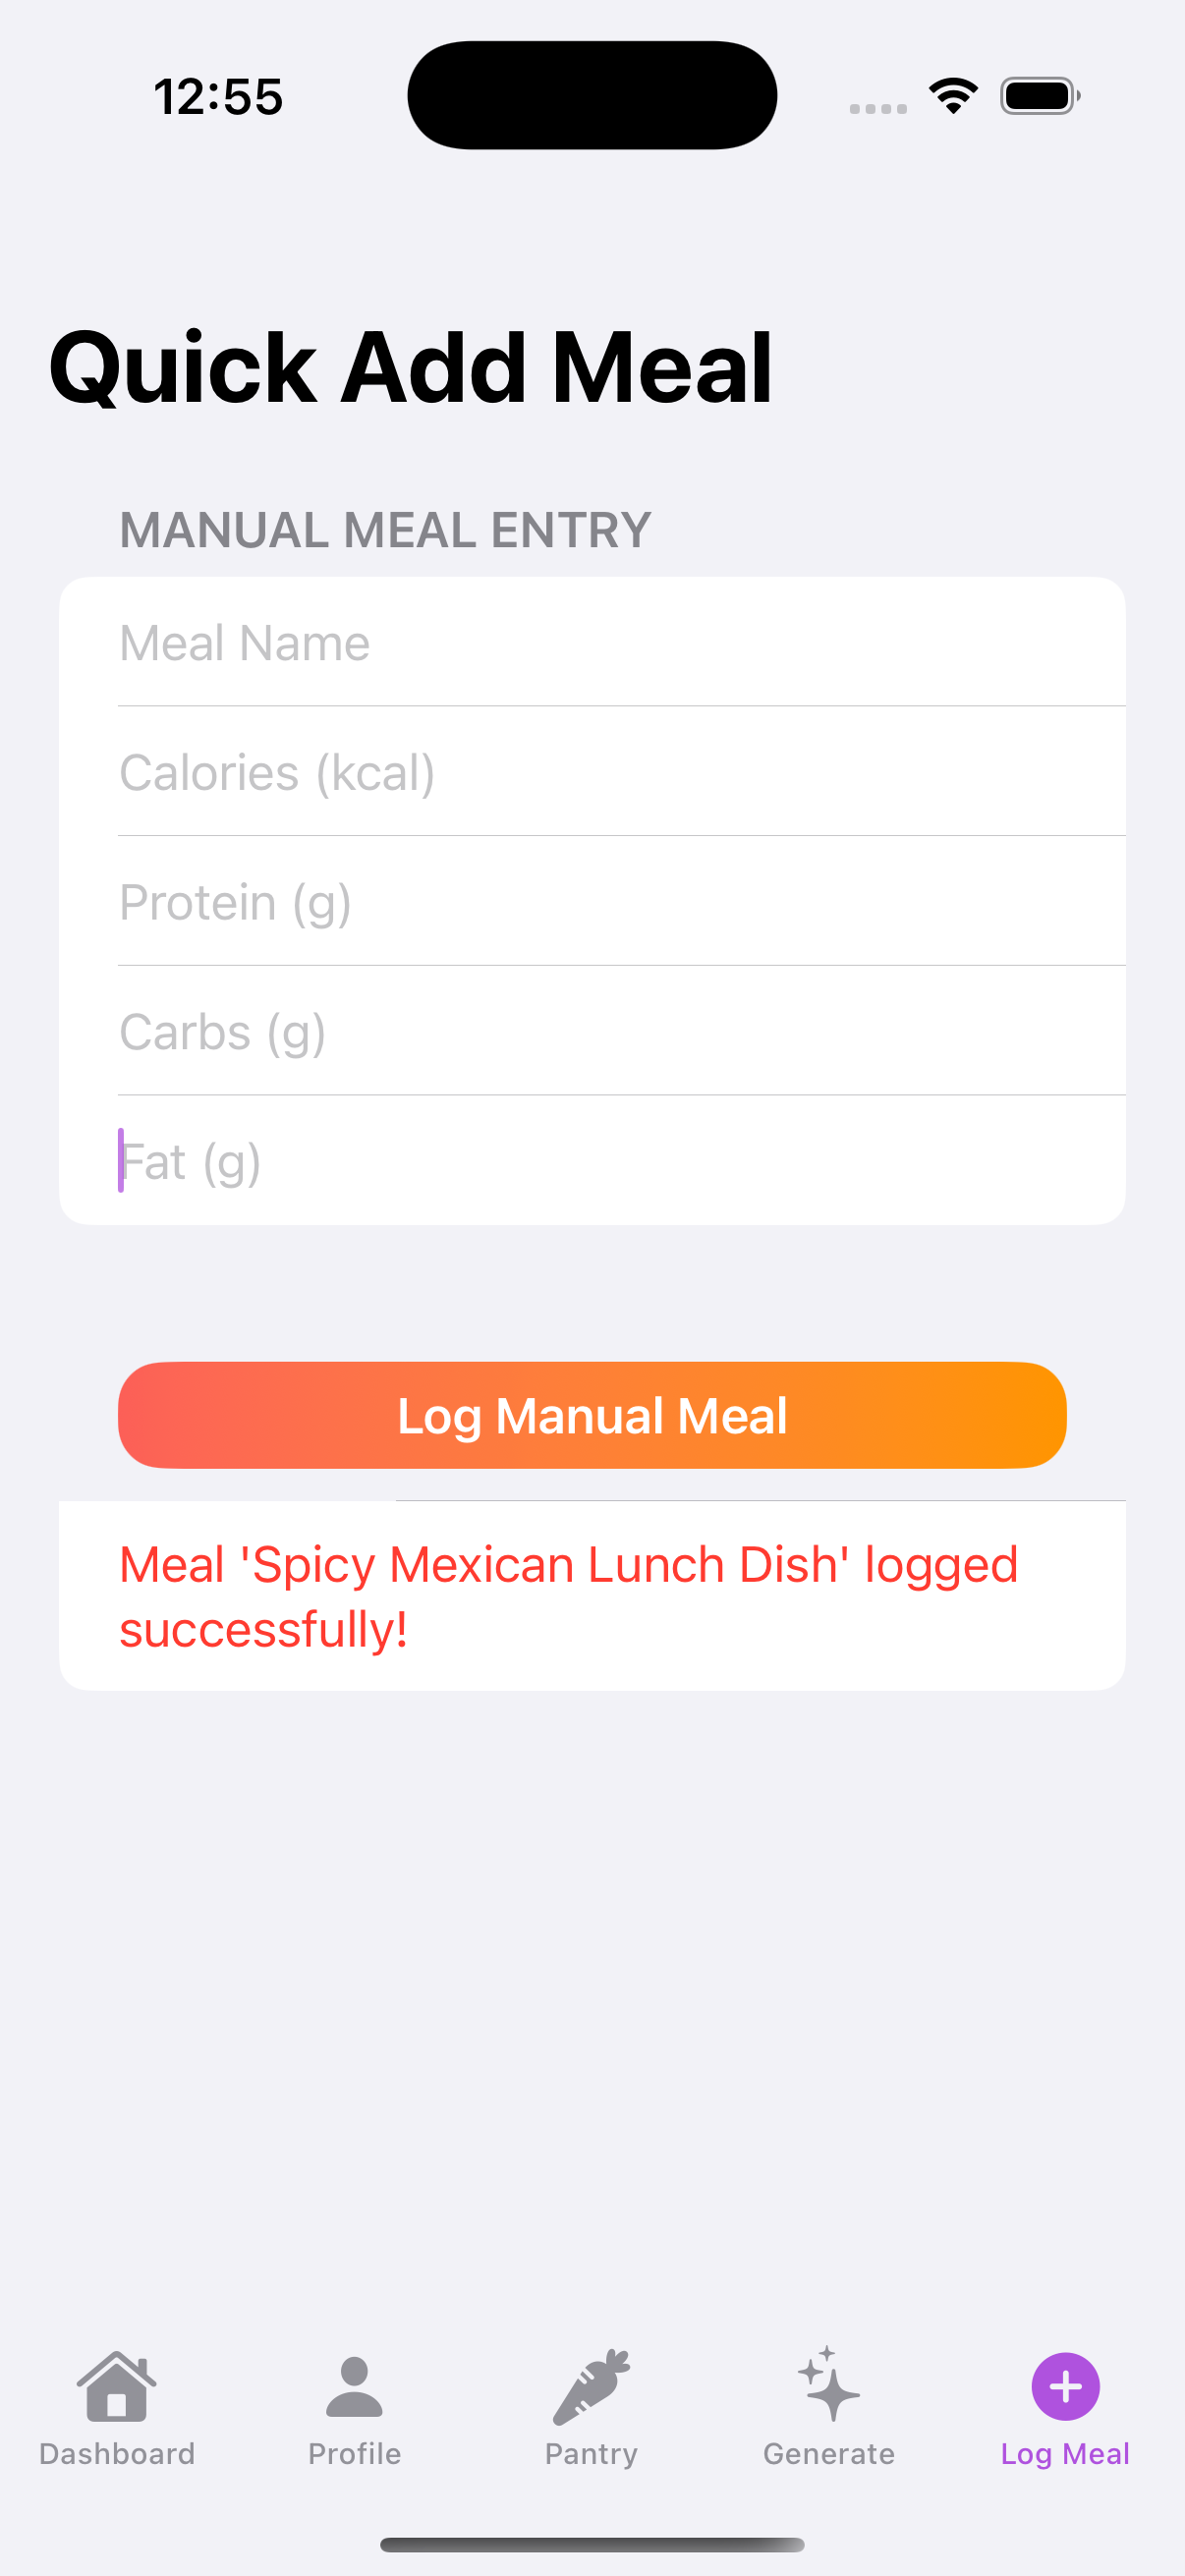 12:55
Quick Add Meal
MANUAL MEAL ENTRY
Meal Name
Calories (kcal)
Protein (g)
Carbs (g)
Fat (g)
Log Manual Meal
Meal 'Spicy Mexican Lunch Dish' logged
successfully!
Dashboard
Profile
Pantry
Generate
Log Meal